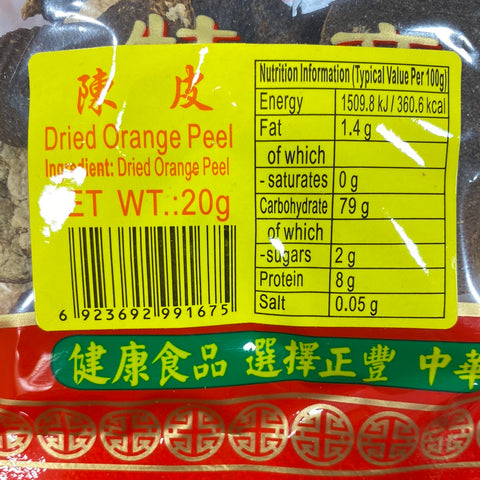 陳皮
Dried Orange Peel
Ingredient: Dried Orange Peel
NET WT.:20g
6 923692 991675
Nutrition Information (Typical Value Per 100g)
Energy 1509.8 kJ / 360.6 kcal
Fat 1.4 g
of which
- saturates 0 g
Carbohydrate 79 g
of which
-sugars 2 g
Protein 8 g
Salt 0.05 g
健康食品 選擇正豐 中華